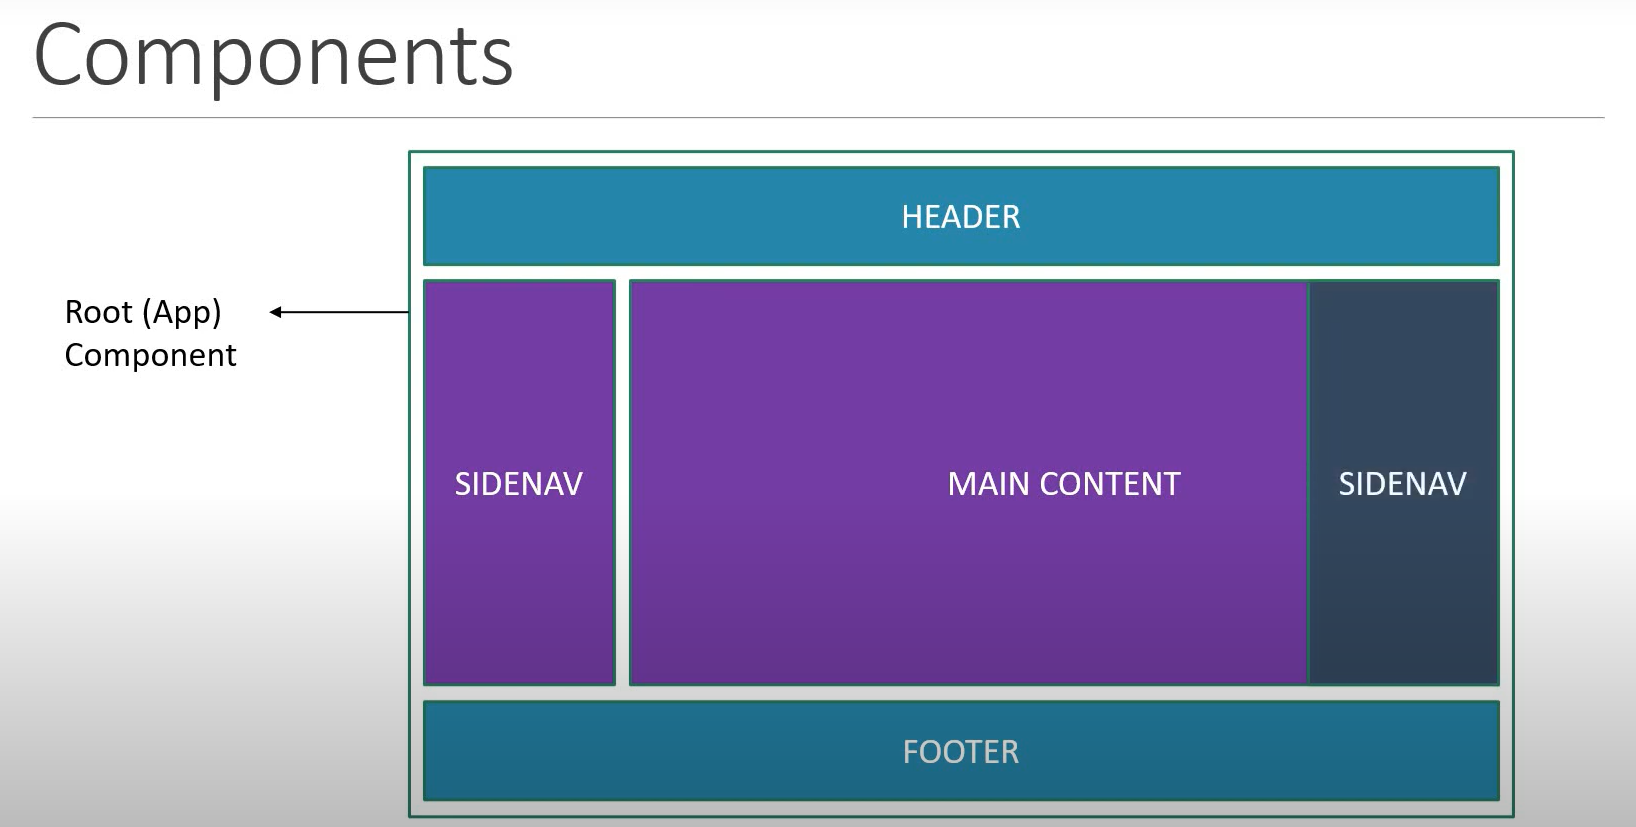 Components
HEADER
Root (App)
Component
SIDENAV
MAIN CONTENT
SIDENAV
FOOTER